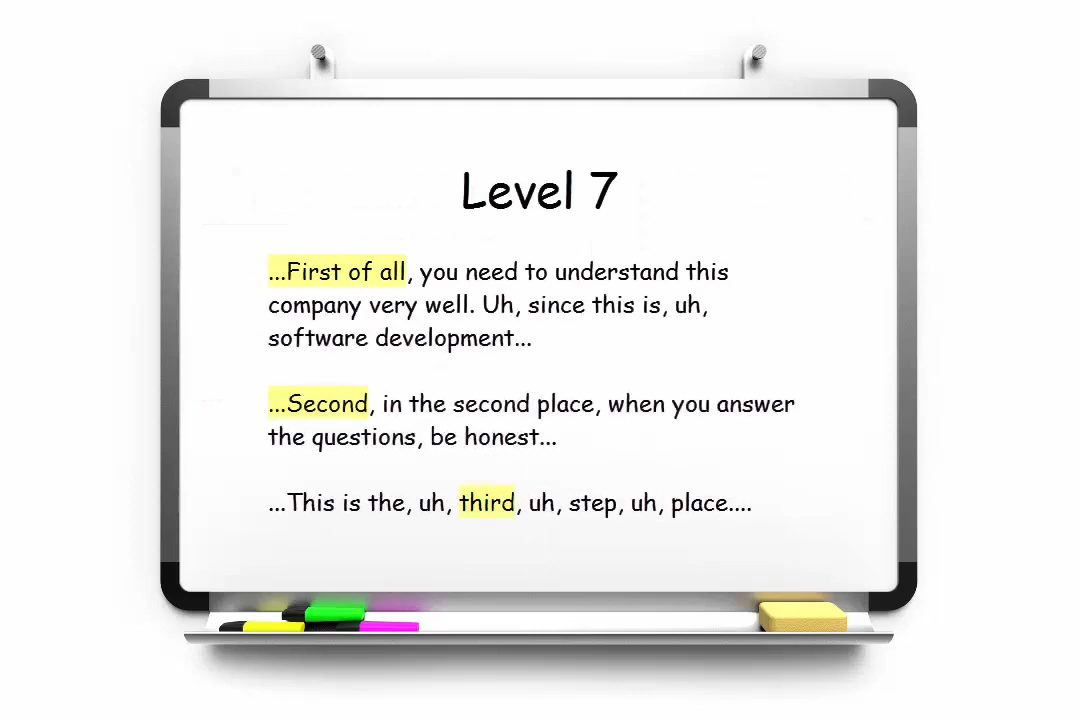 Level 7
...First of all, you need to understand this
company very well. Uh, since this is, uh,
software development...
...Second, in the second place, when you answer
the questions, be honest...
...This is the, uh, third, uh, step, uh, place....